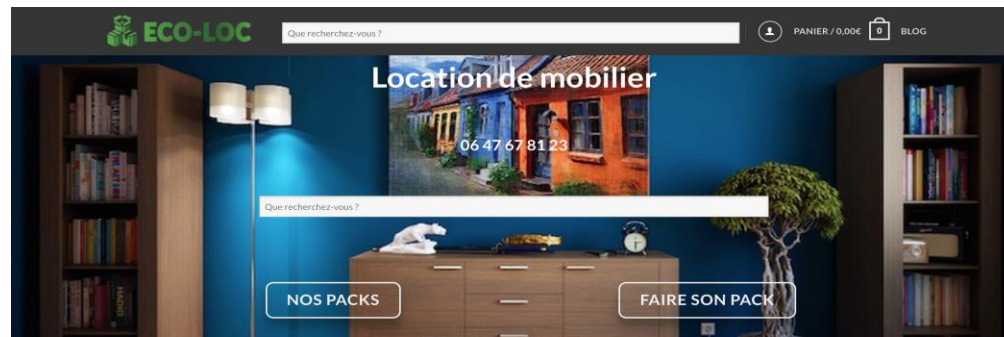 ECO-LOC
Que recherchez-vous ?
PANIER / 0,00€ 0 BLOG
Location de mobilier
06 47 67 81 23
Que recherchez-vous ?
NOS PACKS
FAIRE SON PACK